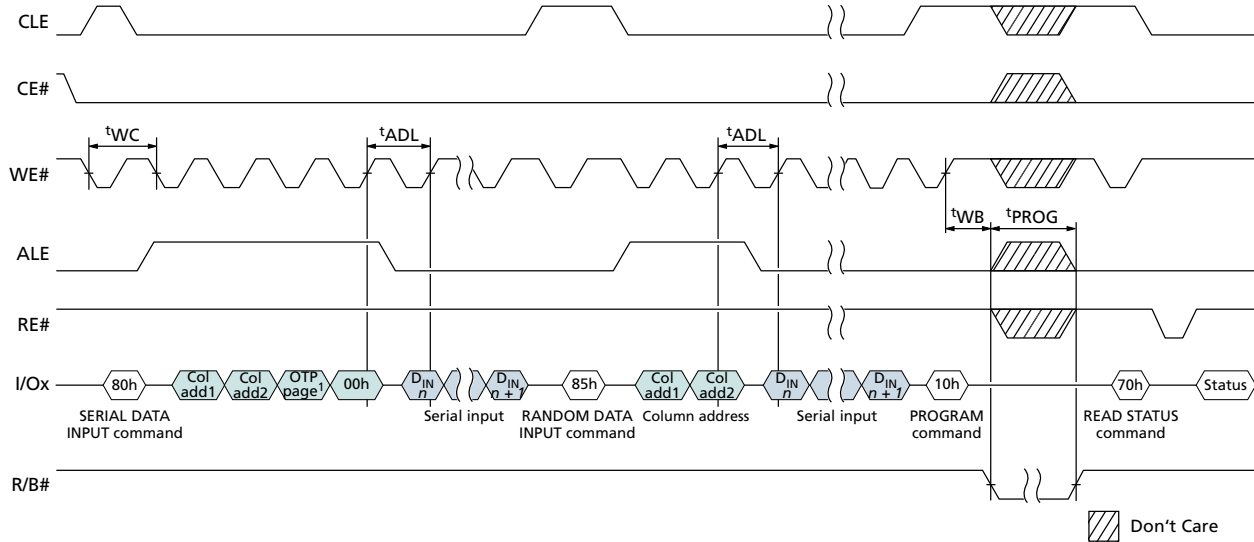 CLE
CE#
tWC
tADL
tADL
WE#
tWB
tPROG
ALE
RE#
I/Ox
80h
Col add1
Col add2
OTP page1
00h
DIN n
DIN n + 1
85h
Col add1
Col add2
DIN n
DIN n + 1
10h
70h
Status
SERIAL DATA
INPUT command
Serial input
RANDOM DATA
INPUT command
Column address
Serial input
PROGRAM
command
READ STATUS
command
R/B#
Don't Care